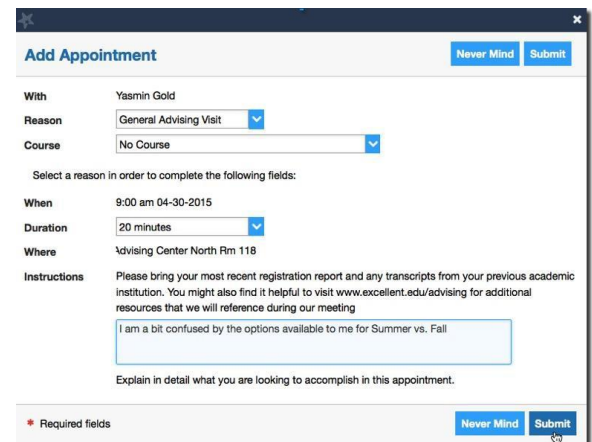 Add Appointment Never Mind Submit
With Yasmin Gold
Reason General Advising Visit
Course No Course
Select a reason in order to complete the following fields:
When 9:00 am 04-30-2015
Duration 20 minutes
Where Advising Center North Rm 118
Instructions Please bring your most recent registration report and any transcripts from your previous academic
institution. You might also find it helpful to visit www.excellent.edu/advising for additional
resources that we will reference during our meeting
I am a bit confused by the options available to me for Summer vs. Fall
Explain in detail what you are looking to accomplish in this appointment.
* Required fields Never Mind Submit